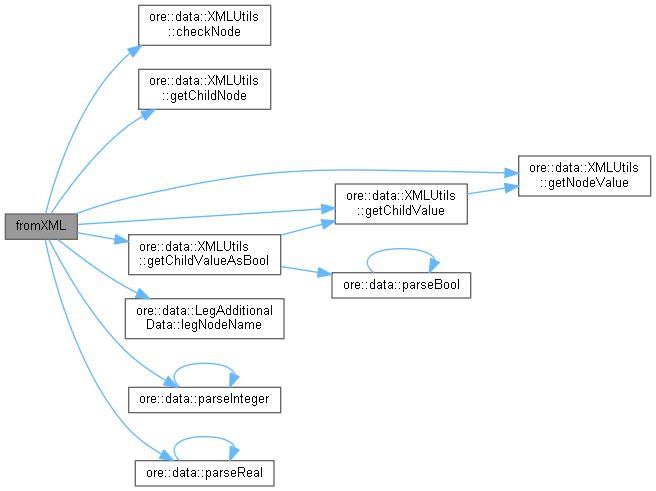 ore::data::XMLUtils
::checkNode
ore::data::XMLUtils
::getChildNode
ore::data::XMLUtils
::getNodeValue
ore::data::XMLUtils
::getChildValue
fromXML
ore::data::XMLUtils
::getChildValueAsBool
ore::data::parseBool
ore::data::LegAdditional
Data::legNodeName
ore::data::parseInteger
ore::data::parseReal